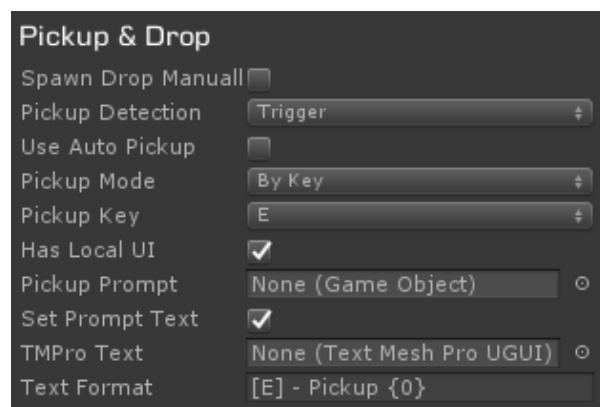 Pickup & Drop
Spawn Drop Manuall
Pickup Detection Trigger
Use Auto Pickup
Pickup Mode By Key
Pickup Key E
Has Local UI
Pickup Prompt None (Game Object)
Set Prompt Text
TMPro Text None (Text Mesh Pro UGUI)
Text Format [E] - Pickup {0}